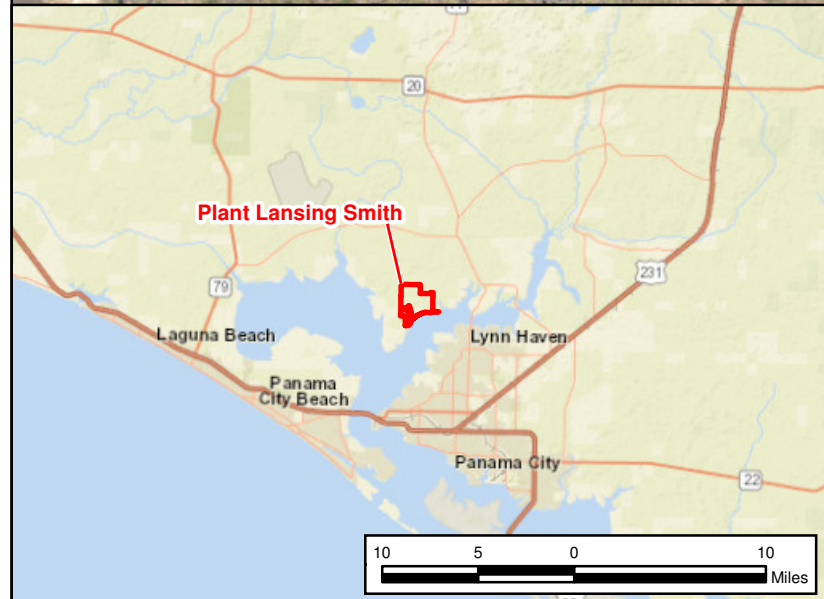 20
Plant Lansing Smith
231
79
Laguna Beach
Lynn Haven
Panama
City Beach
Panama City
22
10 5 0 10
Miles